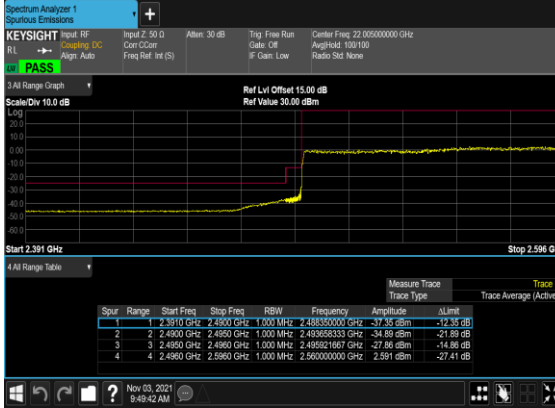 Spectrum Analyzer 1
Spurious Emissions
+
KEYSIGHT Input: RF Input Z: 50 Ω Atten: 30 dB Trig: Free Run Center Freq: 22.005000000 GHz
RL Coupling: DC Corr CCorr Gate: Off Avg|Hold: 100/100
Align: Auto Freq Ref: Int (S) IF Gain: Low Radio Std: None
PASS
3.All Range Graph Ref Lvl Offset 15.00 dB
Scale/Div 10.0 dB Ref Value 30.00 dBm
Log
20.0
10.0
0.00
-10.0
-20.0
-30.0
-40.0
-50.0
-60.0
Start 2.391 GHz Stop 2.596 G
4.All Range Table
Measure Trace Trace
Trace Type Trace Average (Active
Spur Range Start Freq Stop Freq RBW Frequency Amplitude ΔLimit
1 1 2.3910 GHz 2.4900 GHz 1.000 MHz 2.488350000 GHz -37.35 dBm -12.35 dB
2 2 2.4900 GHz 2.4950 GHz 1.000 MHz 2.493658333 GHz -34.89 dBm -21.89 dB
3 3 2.4950 GHz 2.4960 GHz 1.000 MHz 2.495921667 GHz -27.86 dBm -14.86 dB
4 4 2.4960 GHz 2.5960 GHz 1.000 MHz 2.560000000 GHz 2.591 dBm -27.41 dB
? Nov 03, 2021
9:49:42 AM